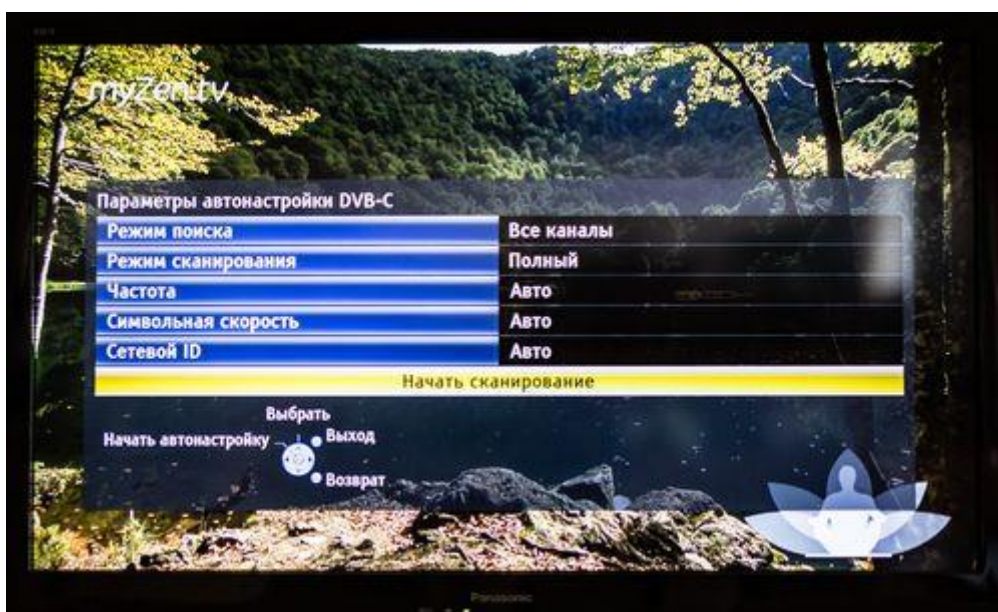 myZen.tv
Параметры автонастройки DVB-C
Режим поиска Все каналы
Режим сканирования Полный
Частота Авто
Символьная скорость Авто
Сетевой ID Авто
Начать сканирование
Выбрать
Начать автонастройку Выход
Возврат
Panasonic